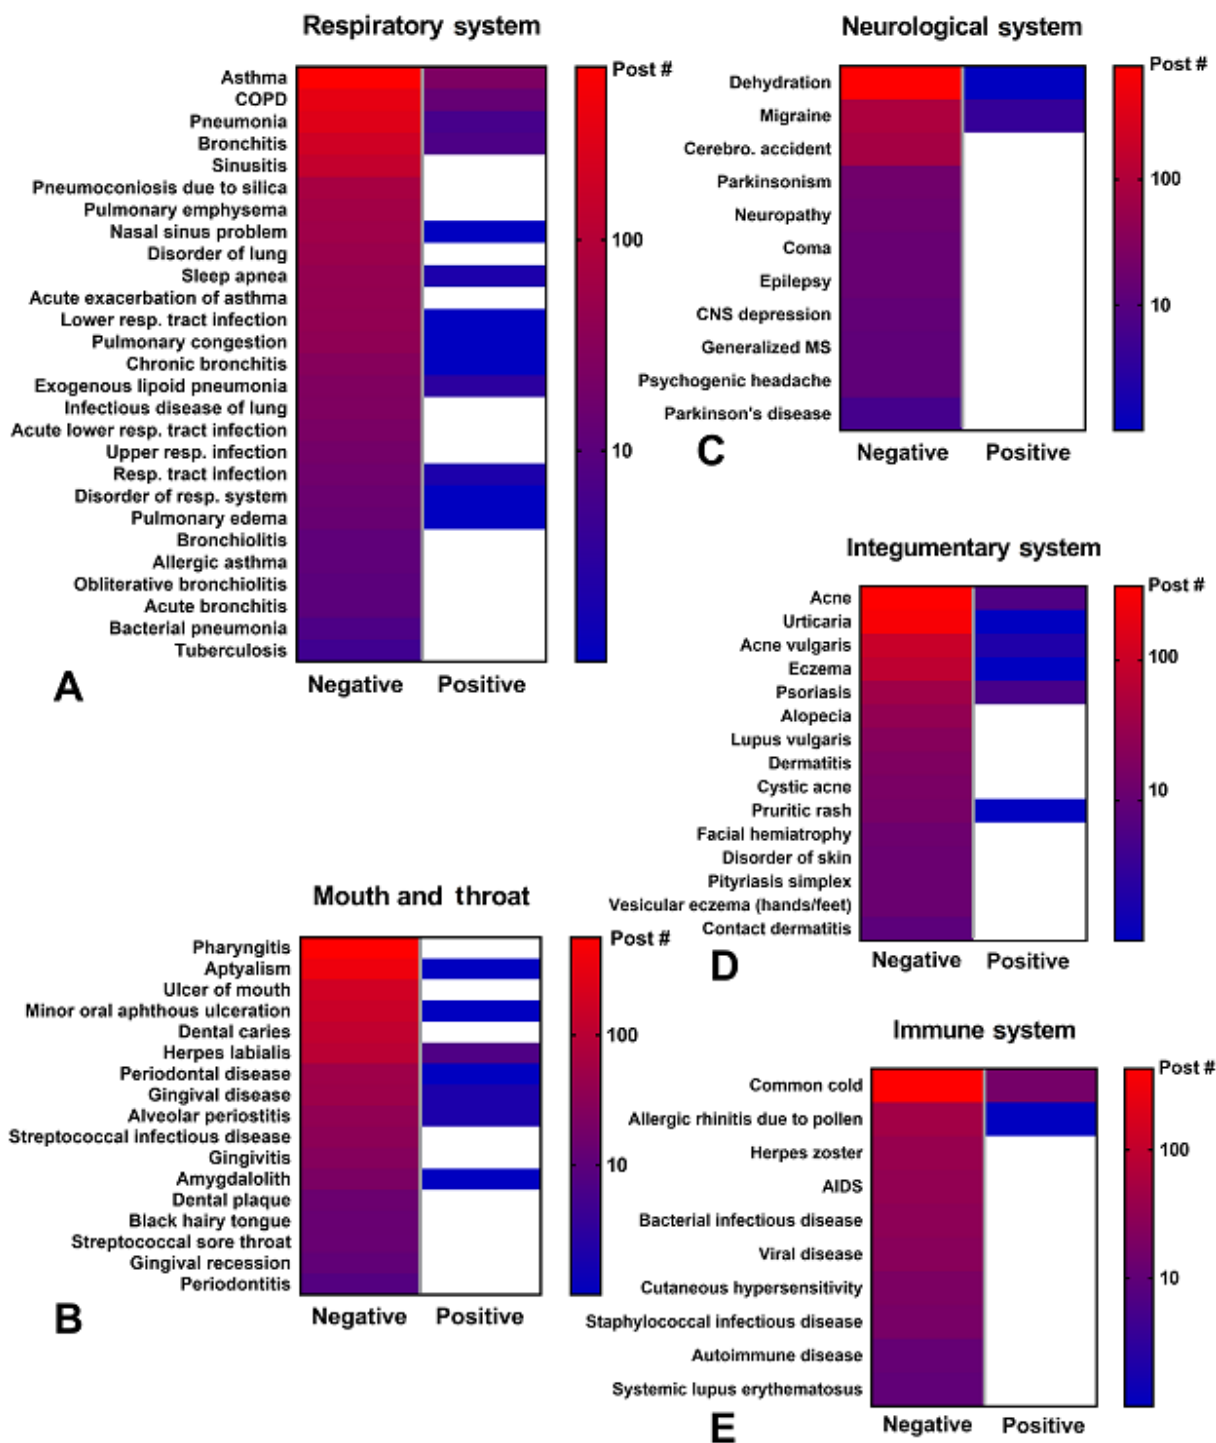 Respiratory system
Post #
Asthma
COPD
Pneumonia
Bronchitis
Sinusitis
Pneumoconiosis due to silica
Pulmonary emphysema
Nasal sinus problem
Disorder of lung
Sleep apnea
Acute exacerbation of asthma
Lower resp. tract infection
Pulmonary congestion
Chronic bronchitis
Exogenous lipoid pneumonia
Infectious disease of lung
Acute lower resp. tract infection
Upper resp. infection
Resp. tract infection
Disorder of resp. system
Pulmonary edema
Bronchiolitis
Allergic asthma
Obliterative bronchiolitis
Acute bronchitis
Bacterial pneumonia
Tuberculosis
100
10
Negative Positive
A
Mouth and throat
Post #
Pharyngitis
Aptyalism
Ulcer of mouth
Minor oral aphthous ulceration
Dental caries
Herpes labialis
Periodontal disease
Gingival disease
Alveolar periostitis
Streptococcal infectious disease
Gingivitis
Amygdalolith
Dental plaque
Black hairy tongue
Streptococcal sore throat
Gingival recession
Periodontitis
100
10
Negative Positive
B
Neurological system
Post #
Dehydration
Migraine
Cerebro. accident
Parkinsonism
Neuropathy
Coma
Epilepsy
CNS depression
Generalized MS
Psychogenic headache
Parkinson's disease
100
10
Negative Positive
C
Integumentary system
Post #
Acne
Urticaria
Acne vulgaris
Eczema
Psoriasis
Alopecia
Lupus vulgaris
Dermatitis
Cystic acne
Pruritic rash
Facial hemiatrophy
Disorder of skin
Pityriasis simplex
Vesicular eczema (hands/feet)
Contact dermatitis
100
10
Negative Positive
D
Immune system
Post #
Common cold
Allergic rhinitis due to pollen
Herpes zoster
AIDS
Bacterial infectious disease
Viral disease
Cutaneous hypersensitivity
Staphylococcal infectious disease
Autoimmune disease
Systemic lupus erythematosus
100
10
Negative Positive
E